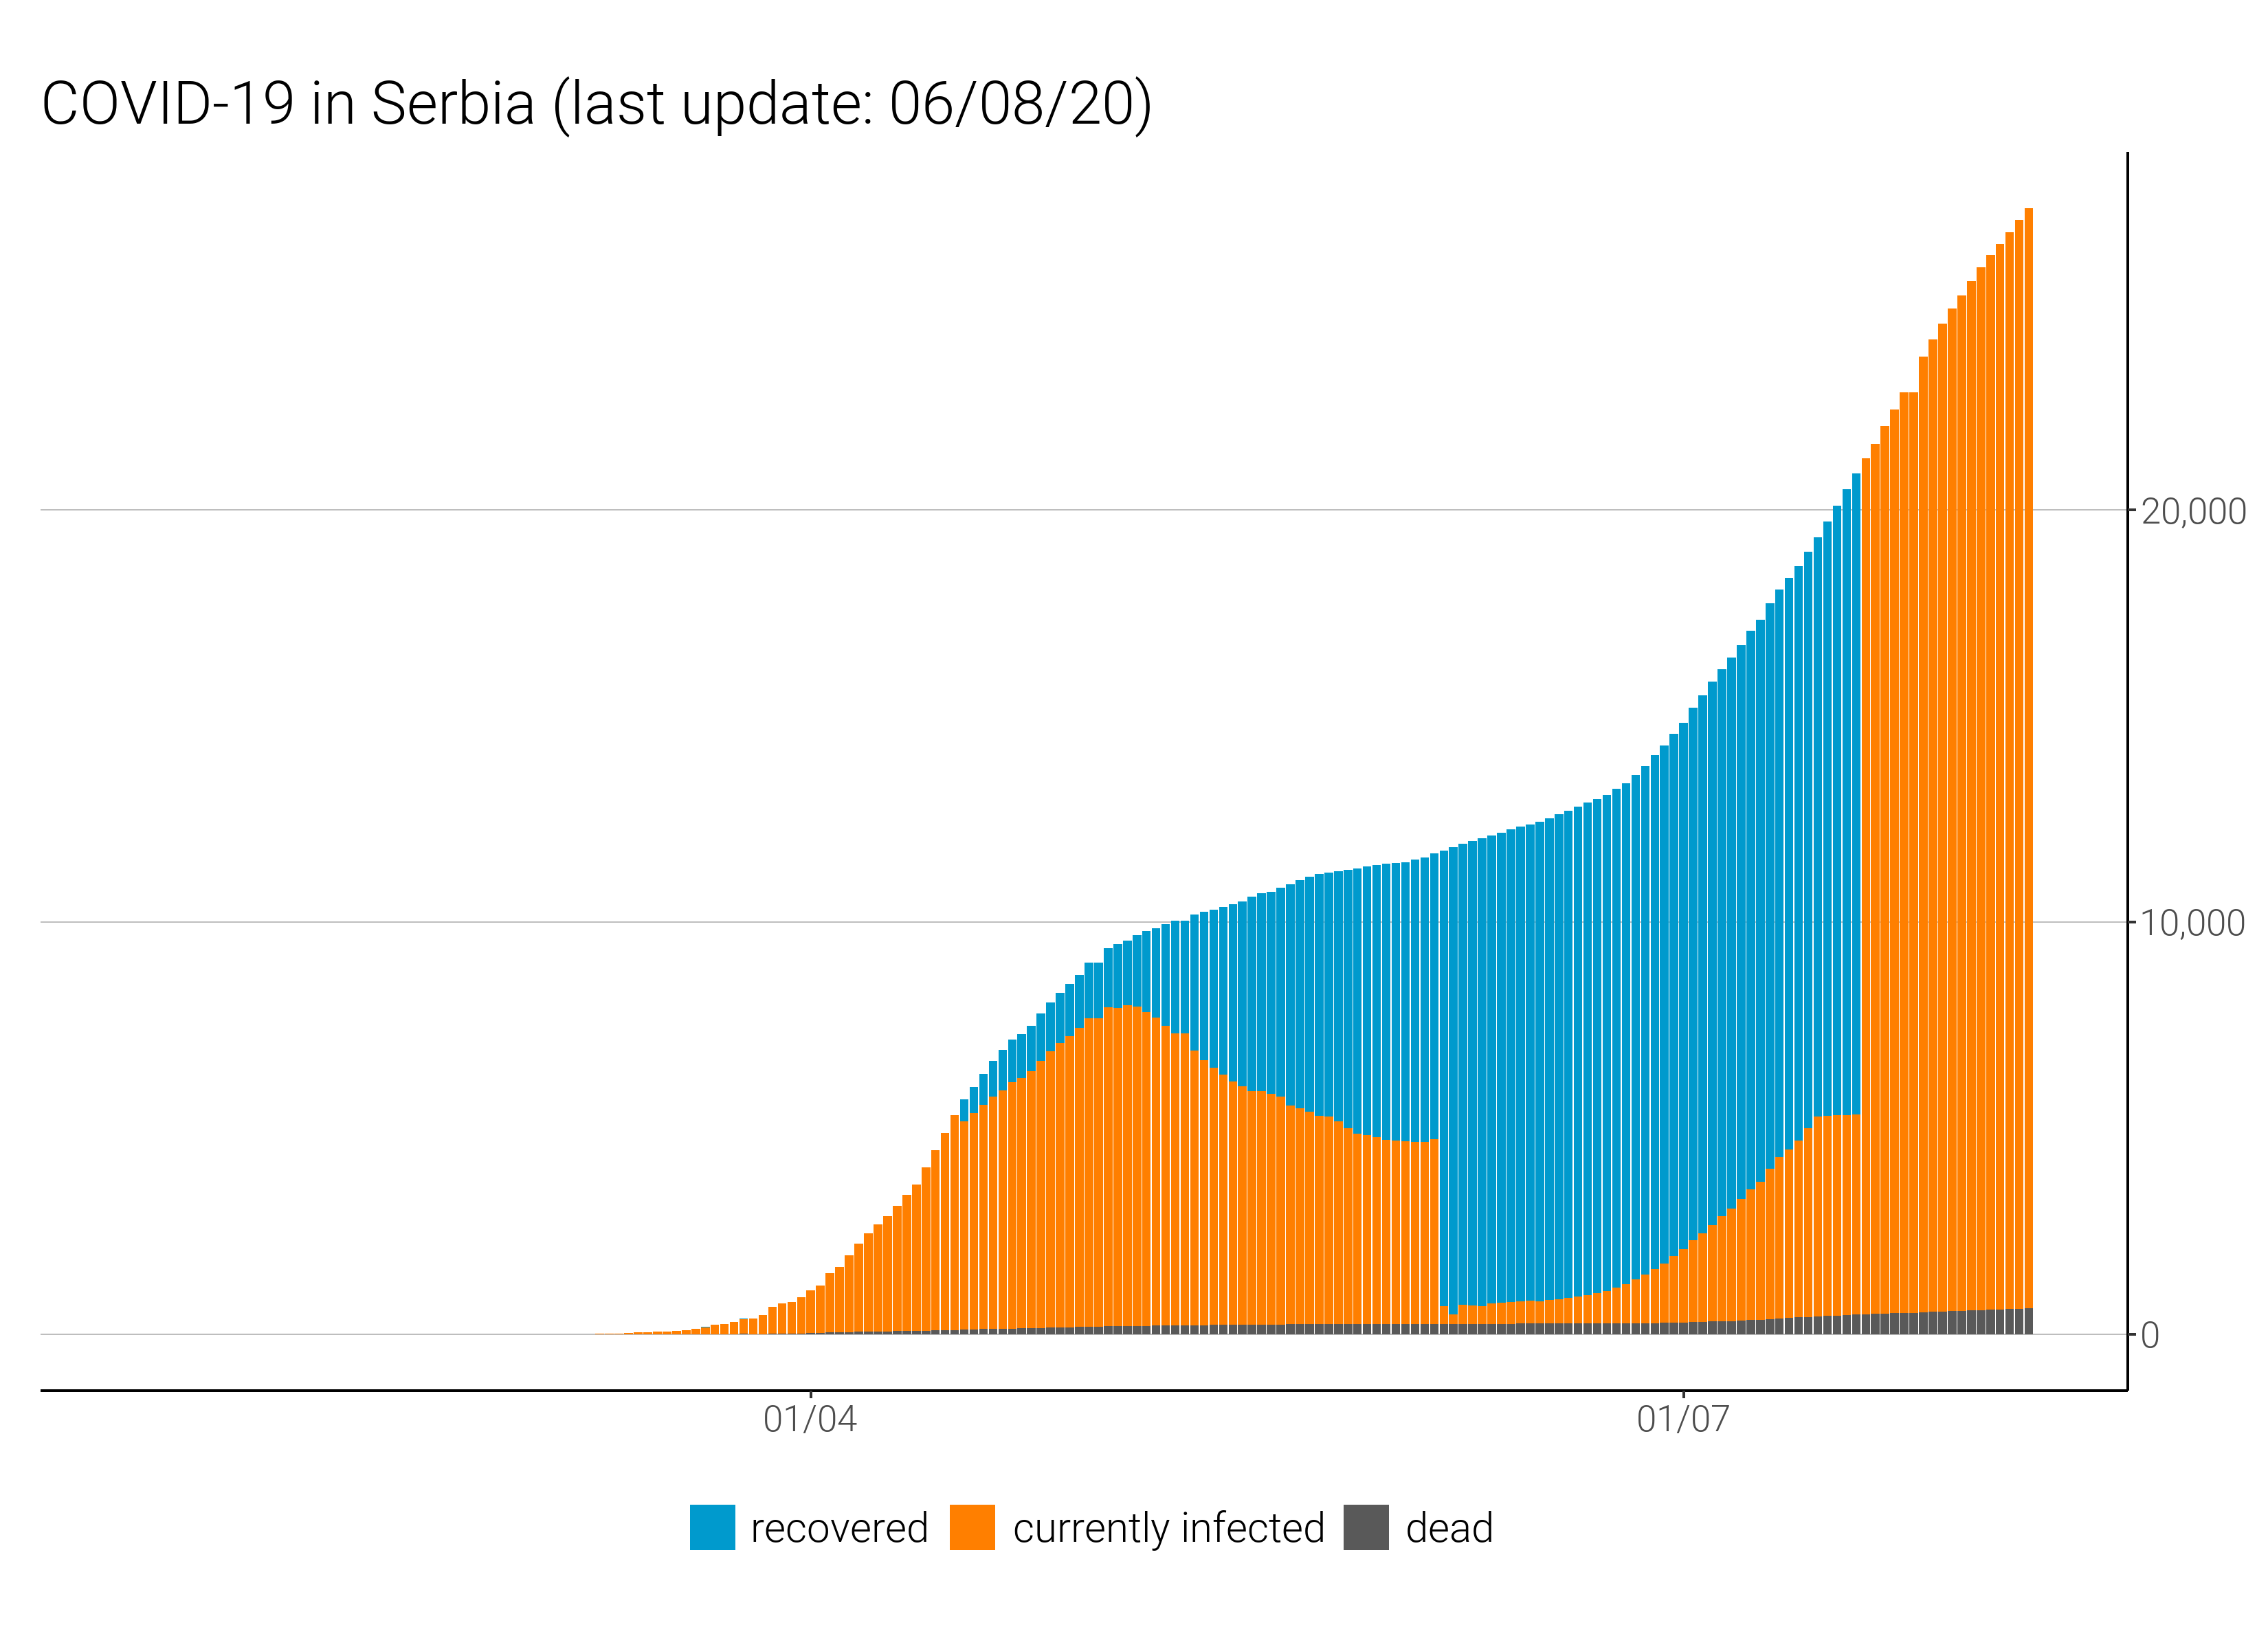 COVID-19 in Serbia (last update: 06/08/20)
20,000
10,000
0
01/04 01/07
recovered currently infected dead